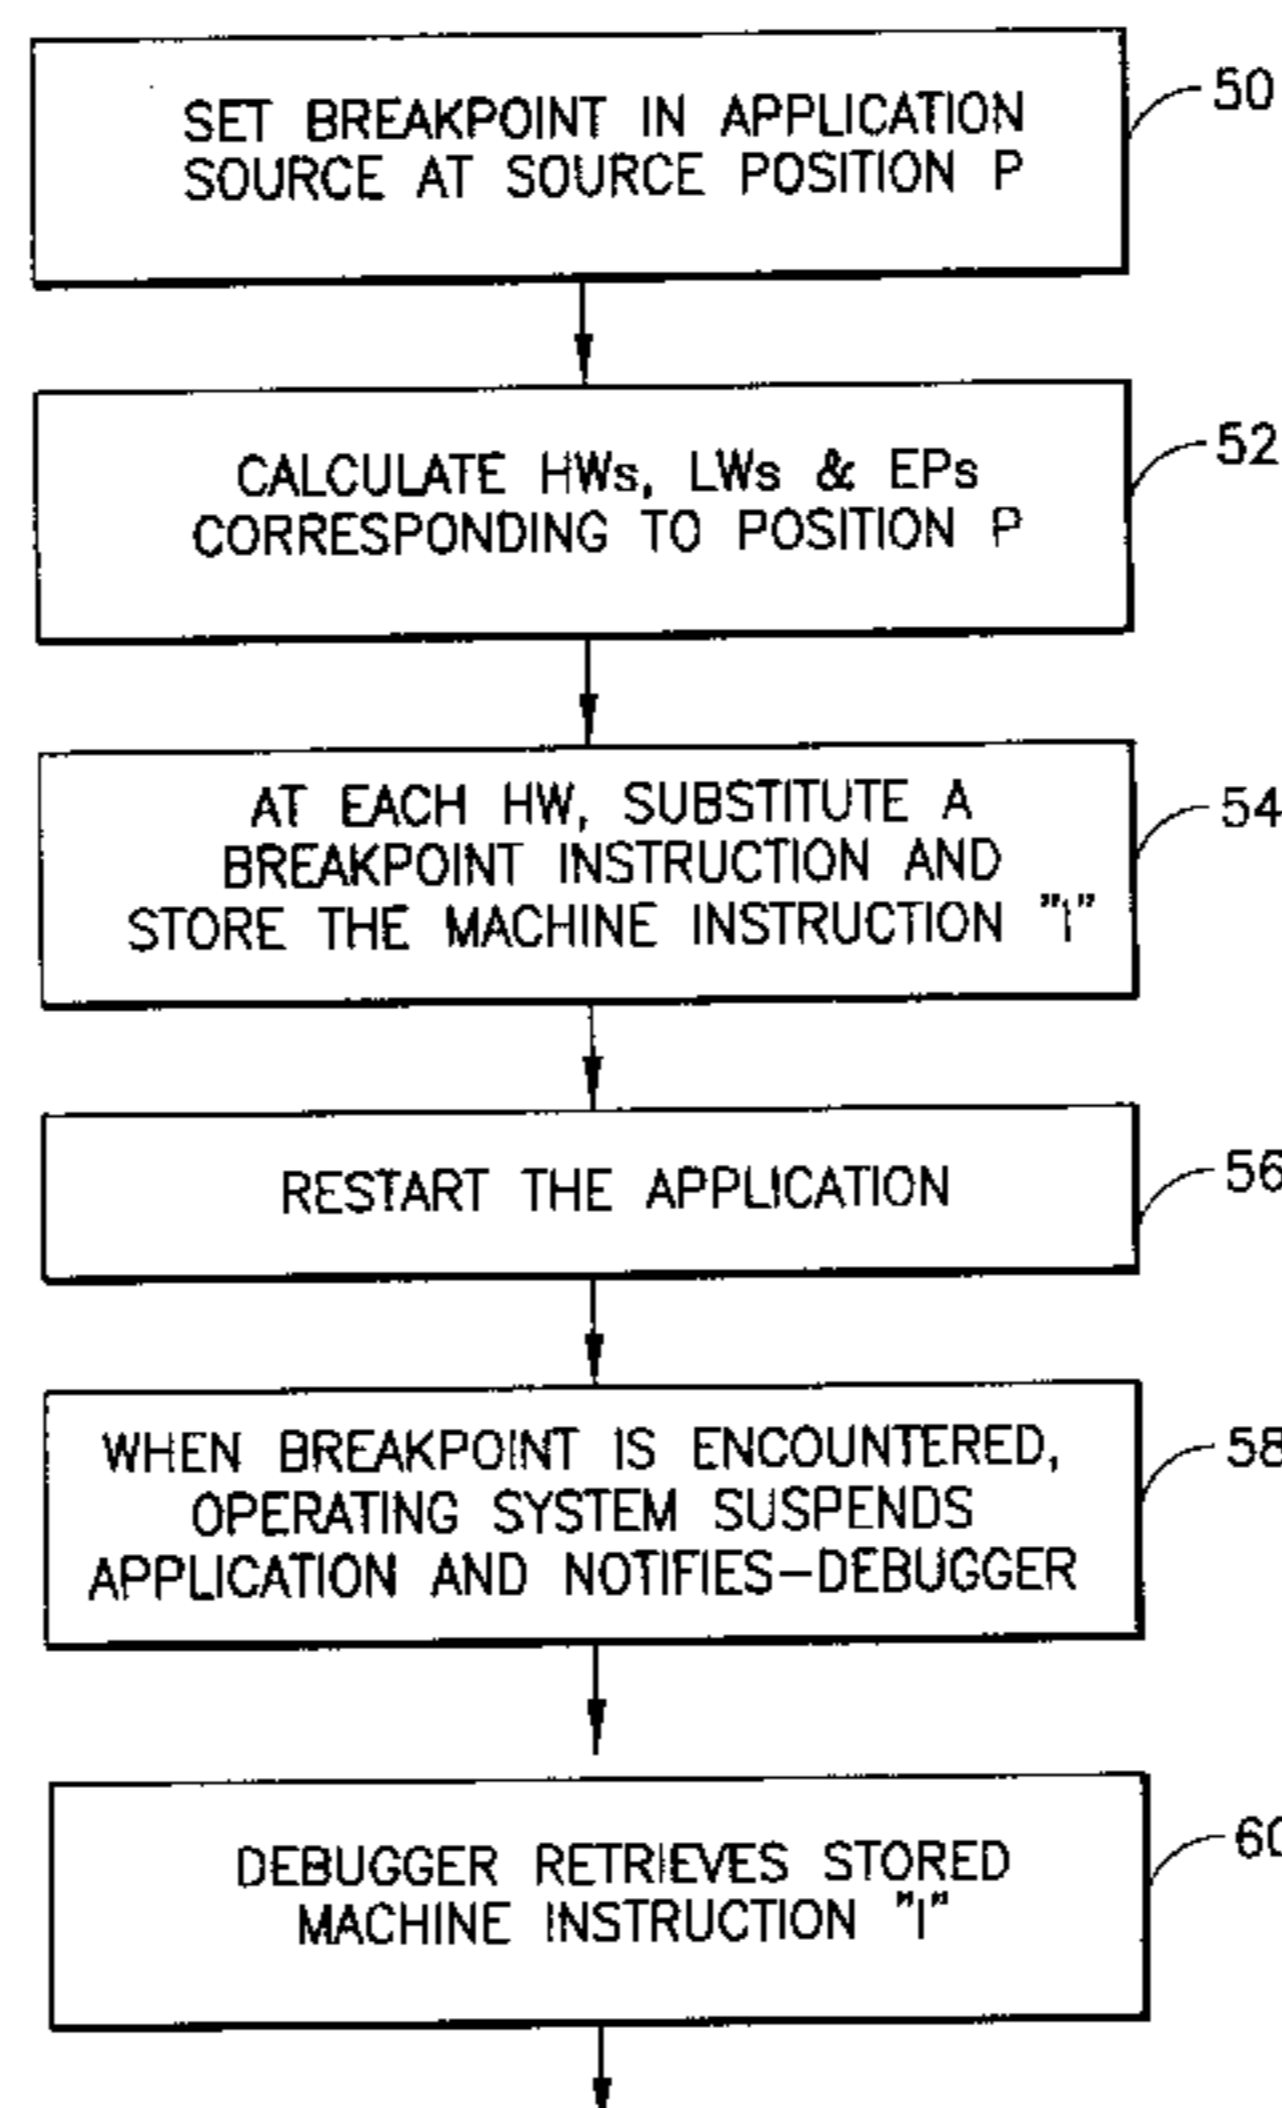 SET BREAKPOINT IN APPLICATION
SOURCE AT SOURCE POSITION P
50
CALCULATE HWs, LWs & EPs
CORRESPONDING TO POSITION P
52
AT EACH HW, SUBSTITUTE A
BREAKPOINT INSTRUCTION AND
STORE THE MACHINE INSTRUCTION "I"
54
RESTART THE APPLICATION
56
WHEN BREAKPOINT IS ENCOUNTERED,
OPERATING SYSTEM SUSPENDS
APPLICATION AND NOTIFIES-DEBUGGER
58
DEBUGGER RETRIEVES STORED
MACHINE INSTRUCTION "I"
60